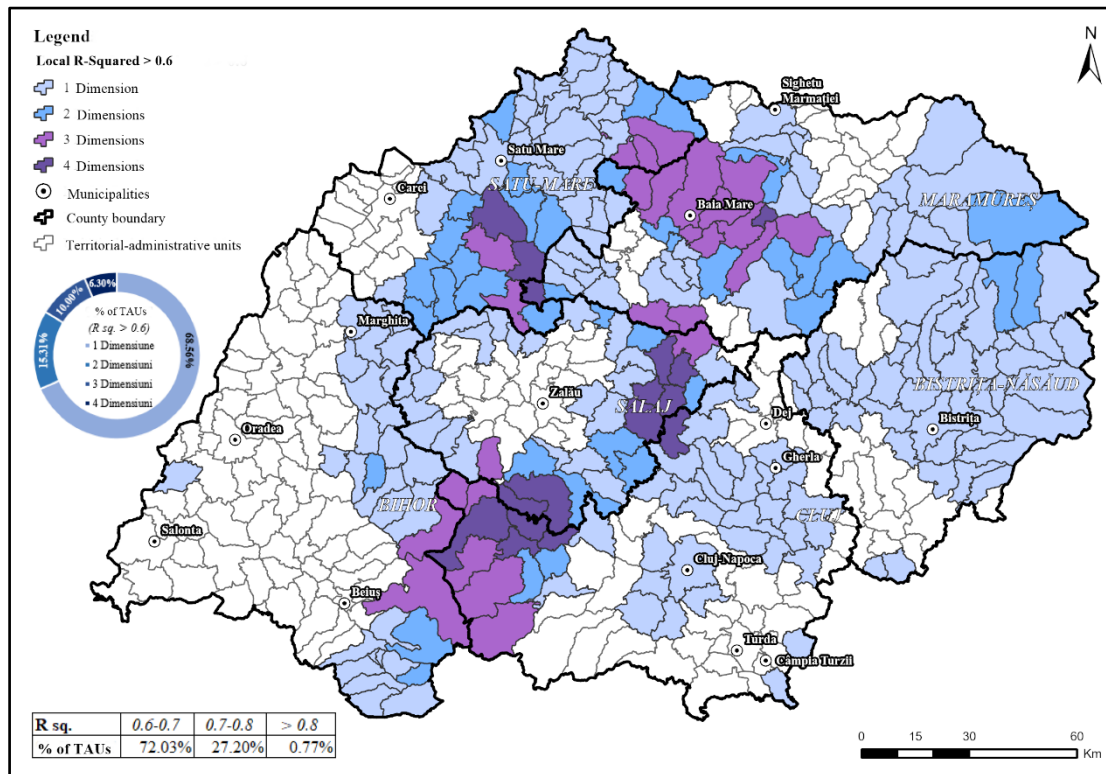 Legend
Local R-Squared > 0.6
1 Dimension
2 Dimensions
3 Dimensions
4 Dimensions
Municipalities
County boundary
Territorial-administrative units
N
Sighetu
Marmației
Satu Mare
SATU-MARE
Carei
Baia Mare
MARAMUREȘ
6.30%
10.00%
15.31%
68.56%
% of TAUs
(R sq. > 0.6)
1 Dimensiune
2 Dimensiuni
3 Dimensiuni
4 Dimensiuni
Marghita
Zalău
SĂLAJ
BISTRIȚA-NĂSĂUD
Bistrița
Dej
Oradea
Gherla
BIHOR
CLUJ
Salonta
Cluj-Napoca
Beiuș
Turda
Câmpia Turzii
R sq. 0.6-0.7 0.7-0.8 > 0.8
% of TAUs 72.03% 27.20% 0.77%
0 15 30 60
Km